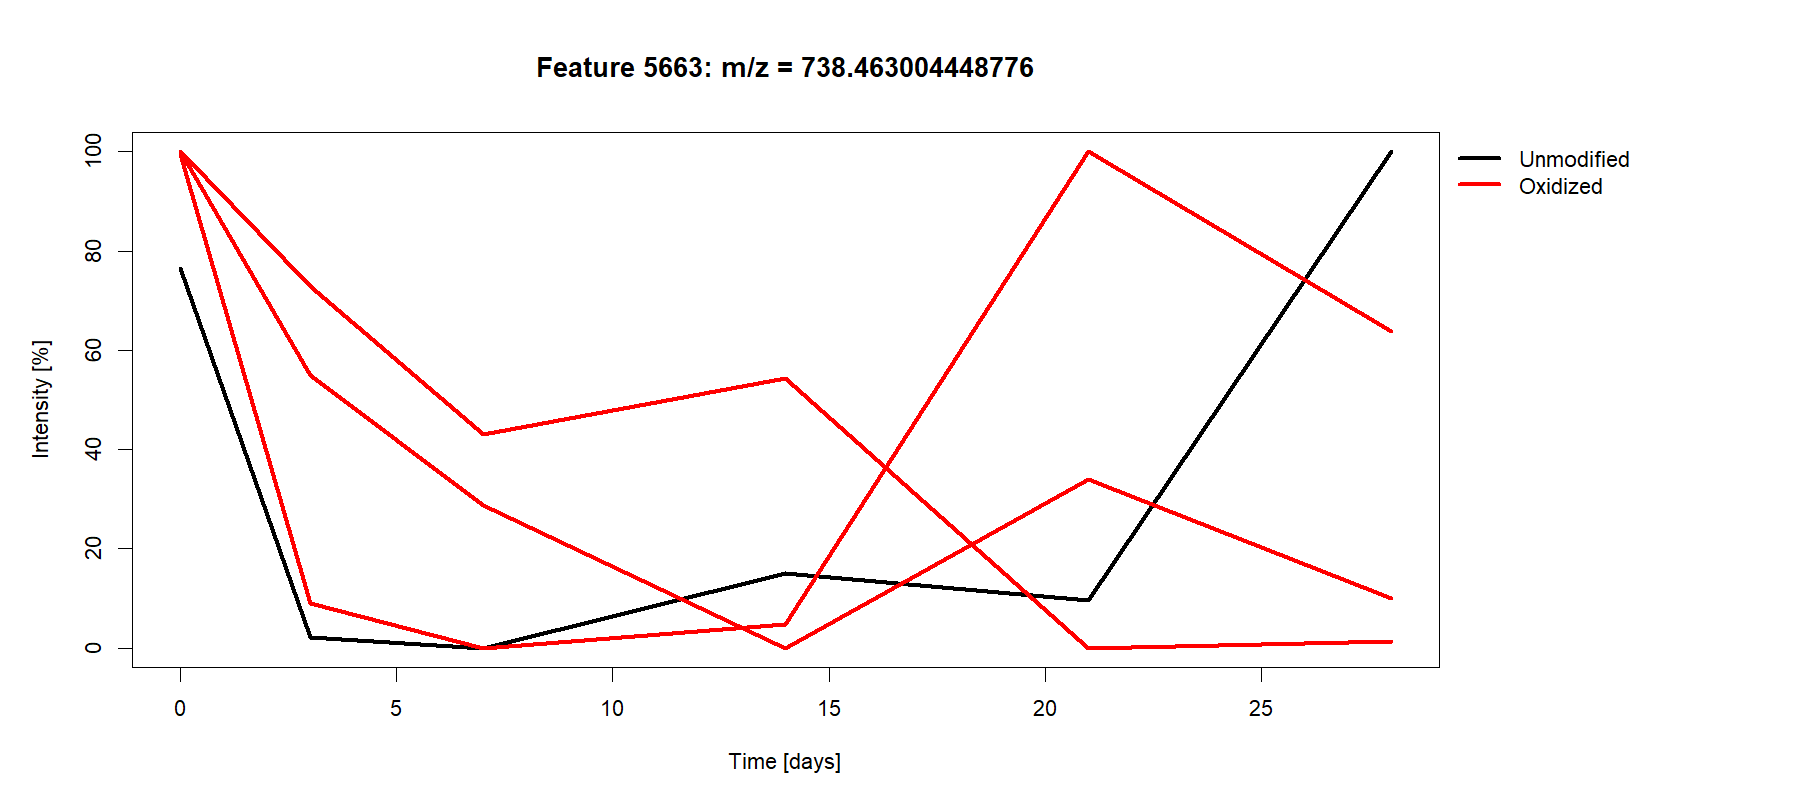 Feature 5663: m/z = 738.463004448776
Unmodified
Oxidized
Intensity [%]
100
80
60
40
20
0
0 5 10 15 20 25
Time [days]